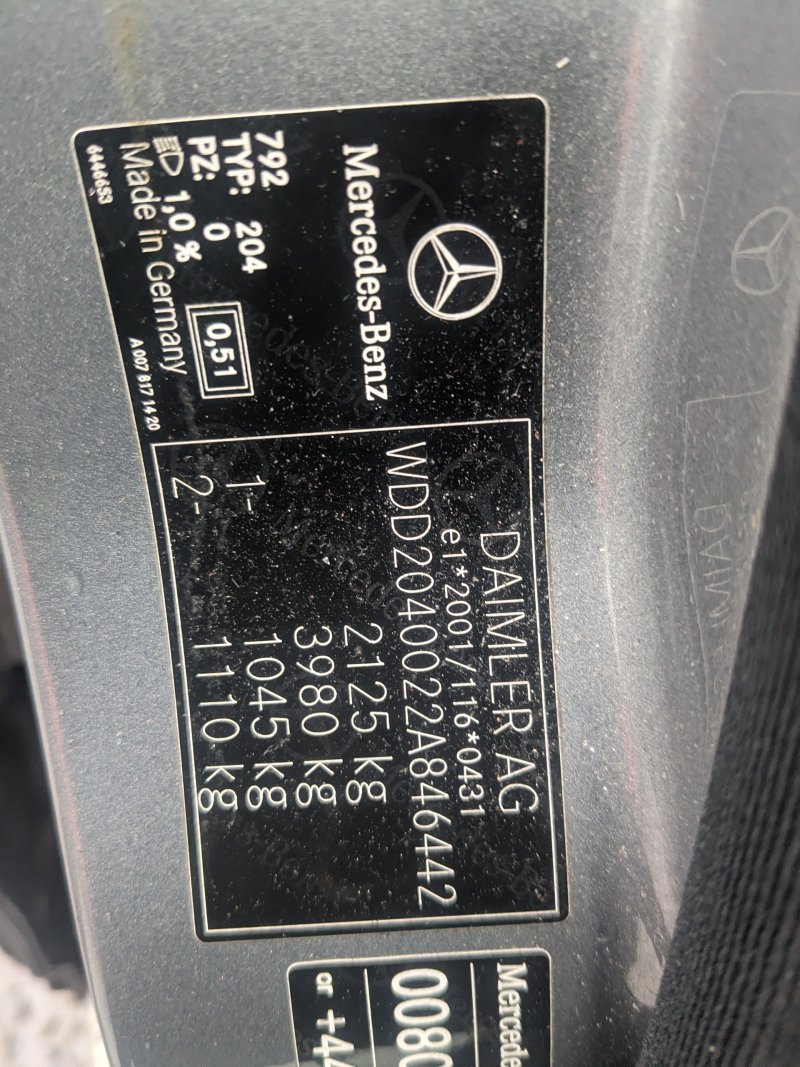 Mercedes-Benz
792
TYP: 204
PZ: 0
1,0 %
0,51
Made in Germany
6446653
A 007 817 14 20
DAIMLER AG
e1*2001/116*0431
WDD2040022A846442
2125 kg
3980 kg
1- 1045 kg
2- 1110 kg
Mercedes
0080
or +44